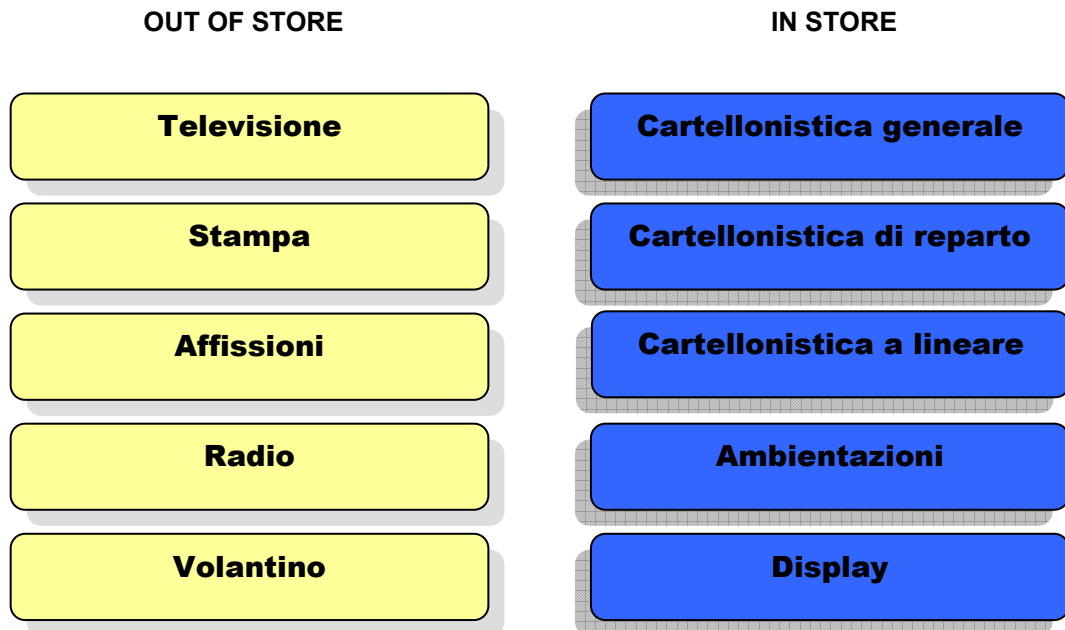 OUT OF STORE
IN STORE
Televisione
Cartellonistica generale
Stampa
Cartellonistica di reparto
Affissioni
Cartellonistica a lineare
Radio
Ambientazioni
Volantino
Display